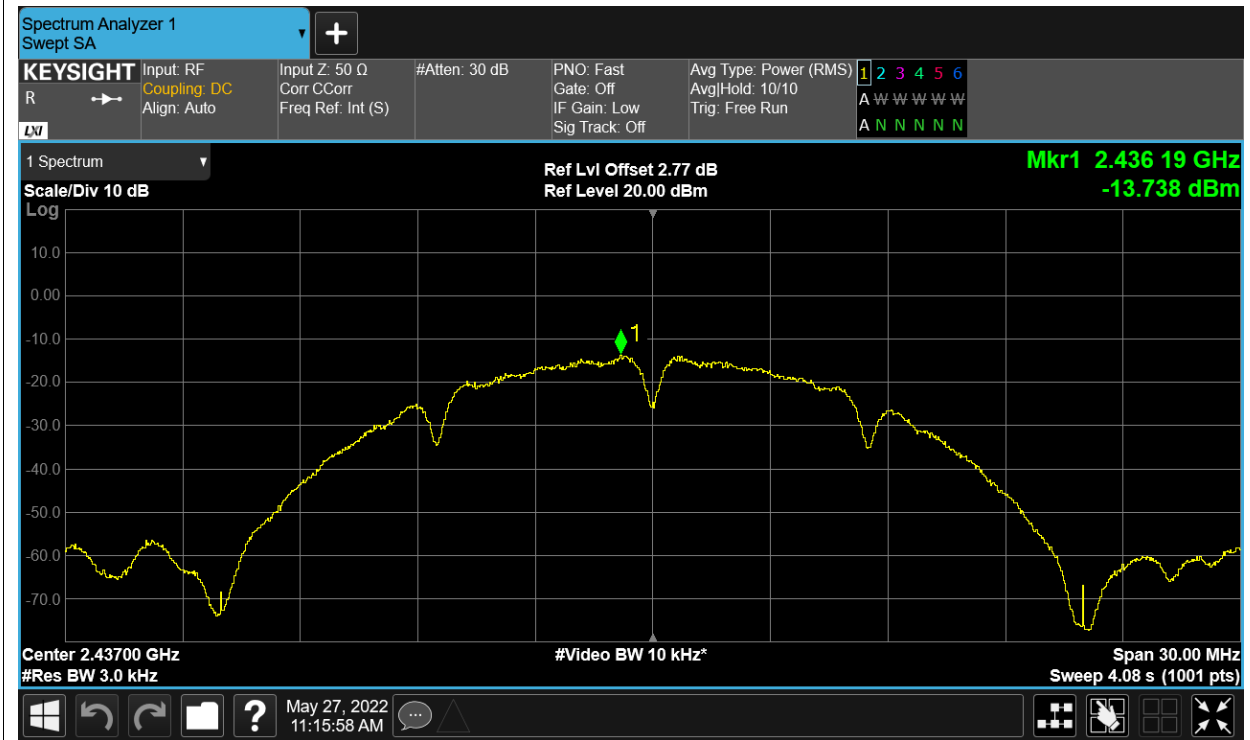 Spectrum Analyzer 1
Swept SA
KEYSIGHT
R
LXI
Input: RF
Coupling: DC
Align: Auto
Input Z: 50 Ω
Corr CCorr
Freq Ref: Int (S)
#Atten: 30 dB
PNO: Fast
Gate: Off
IF Gain: Low
Sig Track: Off
Avg Type: Power (RMS)
Avg|Hold: 10/10
Trig: Free Run
1 2 3 4 5 6
A W W W W W
A N N N N N
1 Spectrum
Scale/Div 10 dB
Ref Lvl Offset 2.77 dB
Ref Level 20.00 dBm
Mkr1 2.436 19 GHz
-13.738 dBm
Log
10.0
0.00
-10.0
-20.0
-30.0
-40.0
-50.0
-60.0
-70.0
1
Center 2.43700 GHz
#Res BW 3.0 kHz
#Video BW 10 kHz*
Span 30.00 MHz
Sweep 4.08 s (1001 pts)
?
May 27, 2022
11:15:58 AM